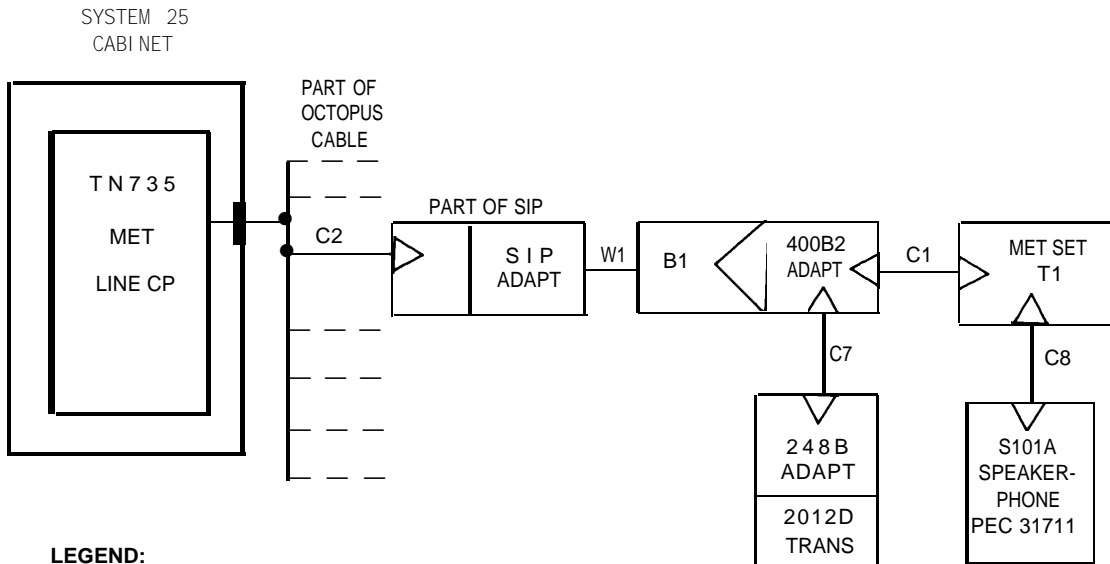 SYSTEM 25
CABINET
PART OF
OCTOPUS
CABLE
TN735
MET
LINE CP
C2
PART OF SIP
SIP
ADAPT
W1
B1
400B2
ADAPT
C1
MET SET
T1
C7
C8
248B
ADAPT
2012D
TRANS
S101A
SPEAKER-
PHONE
PEC 31711
LEGEND: